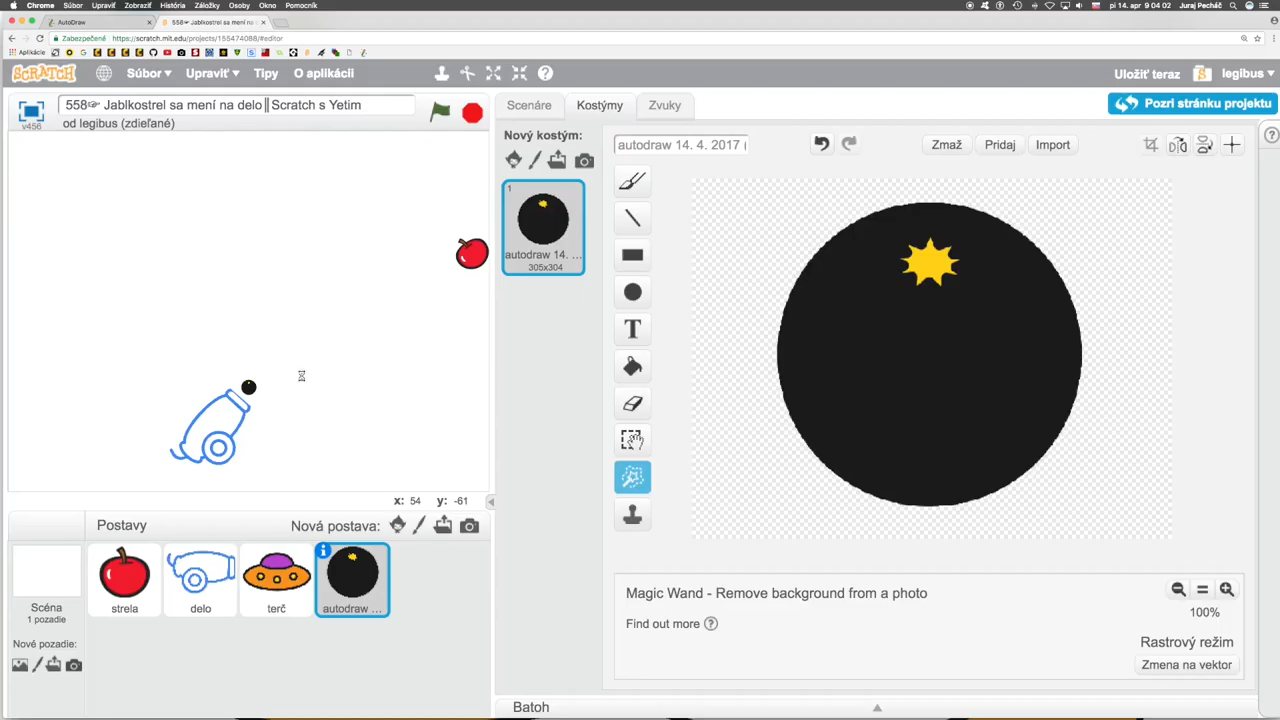 Chrome Súbor Upraviť Zobraziť História Záložky Osoby Okno Pomocník
pi 14. apr 9 04 02 Juraj Pecháč
AutoDraw
558☞ Jablkostrel sa mení na
Zabezpečené https://scratch.mit.edu/projects/155474088/#editor
Aplikácie
SCRATCH Súbor Upraviť Tipy O aplikácii
Uložiť teraz legibus
558☞ Jablkostrel sa mení na delo || Scratch s Yetim
od legibus (zdieľané)
v456
Scenáre Kostýmy Zvuky
Pozri stránku projektu
Nový kostým:
autodraw 14. 4. 2017
Zmaž Pridaj Import
1
autodraw 14. ...
305x304
T
x: 54 y: -61
Postavy Nová postava:
strela delo terč autodraw ...
Scéna
1 pozadie
Nové pozadie:
Magic Wand - Remove background from a photo
Find out more
100%
Rastrový režim
Zmena na vektor
Batoh